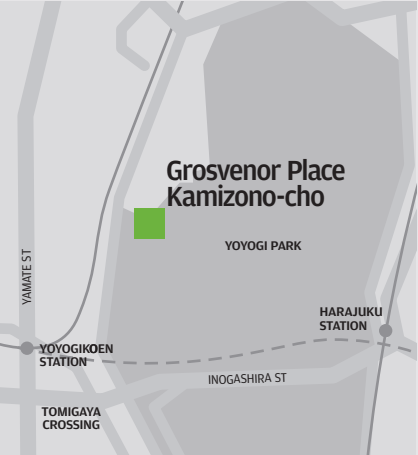 Grosvenor Place
Kamizono-cho
YOYOGI PARK
YAMATE ST
HARAJUKU
STATION
YOYOGIKOEN
STATION
INOGASHIRA ST
TOMIGAYA
CROSSING